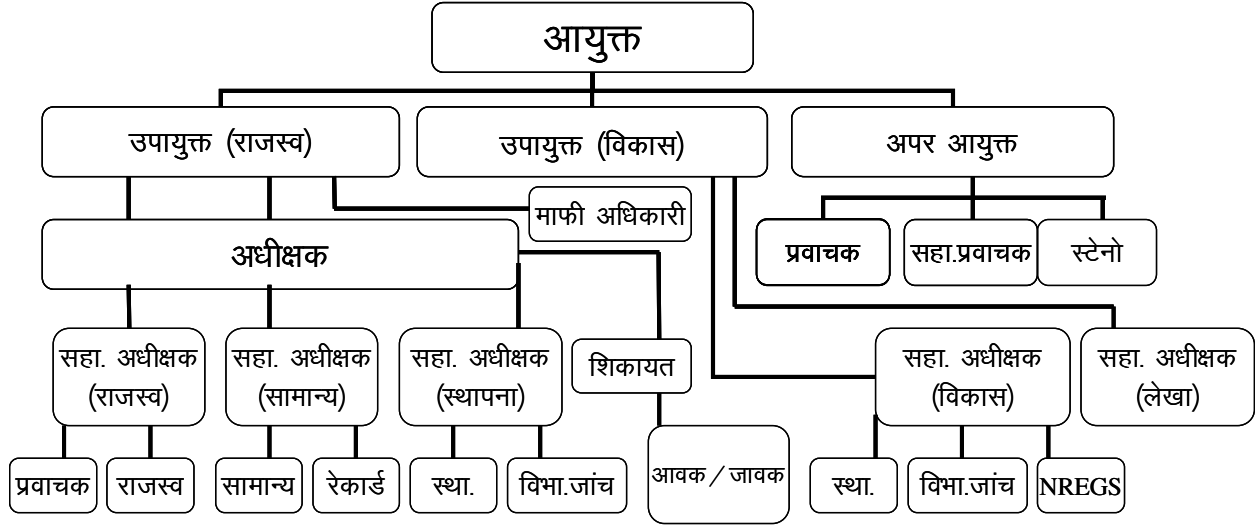 आयुक्त
उपायुक्त (राजस्व)
उपायुक्त (विकास)
अपर आयुक्त
माफी अधिकारी
अधीक्षक
प्रवाचक
सहा.प्रवाचक
स्टेनो
सहा. अधीक्षक
(राजस्व)
सहा. अधीक्षक
(सामान्य)
सहा. अधीक्षक
(स्थापना)
शिकायत
सहा. अधीक्षक
(विकास)
सहा. अधीक्षक
(लेखा)
प्रवाचक
राजस्व
सामान्य
रेकार्ड
स्था.
विभा.जांच
आवक/जावक
स्था.
विभा.जांच
NREGS